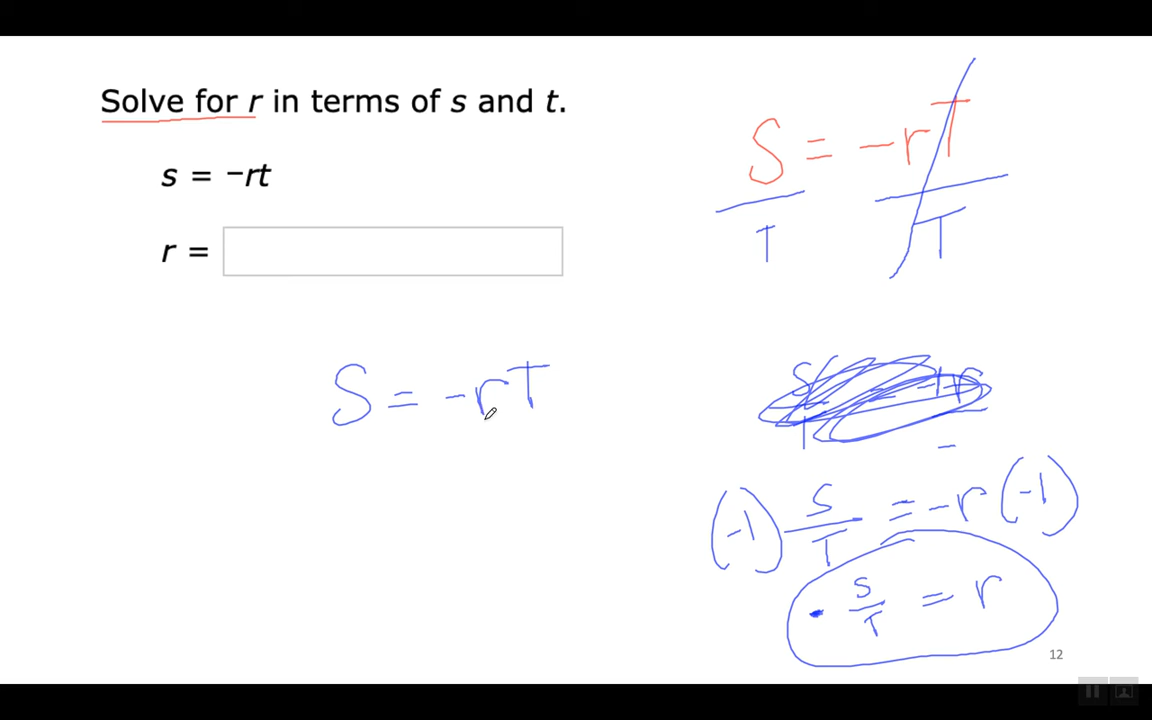 Solve for r in terms of s and t.
s = −rt
r =
S = -rT
T T
S = -rT
(-1) S/T = -r (-1)
- S/T = r
12